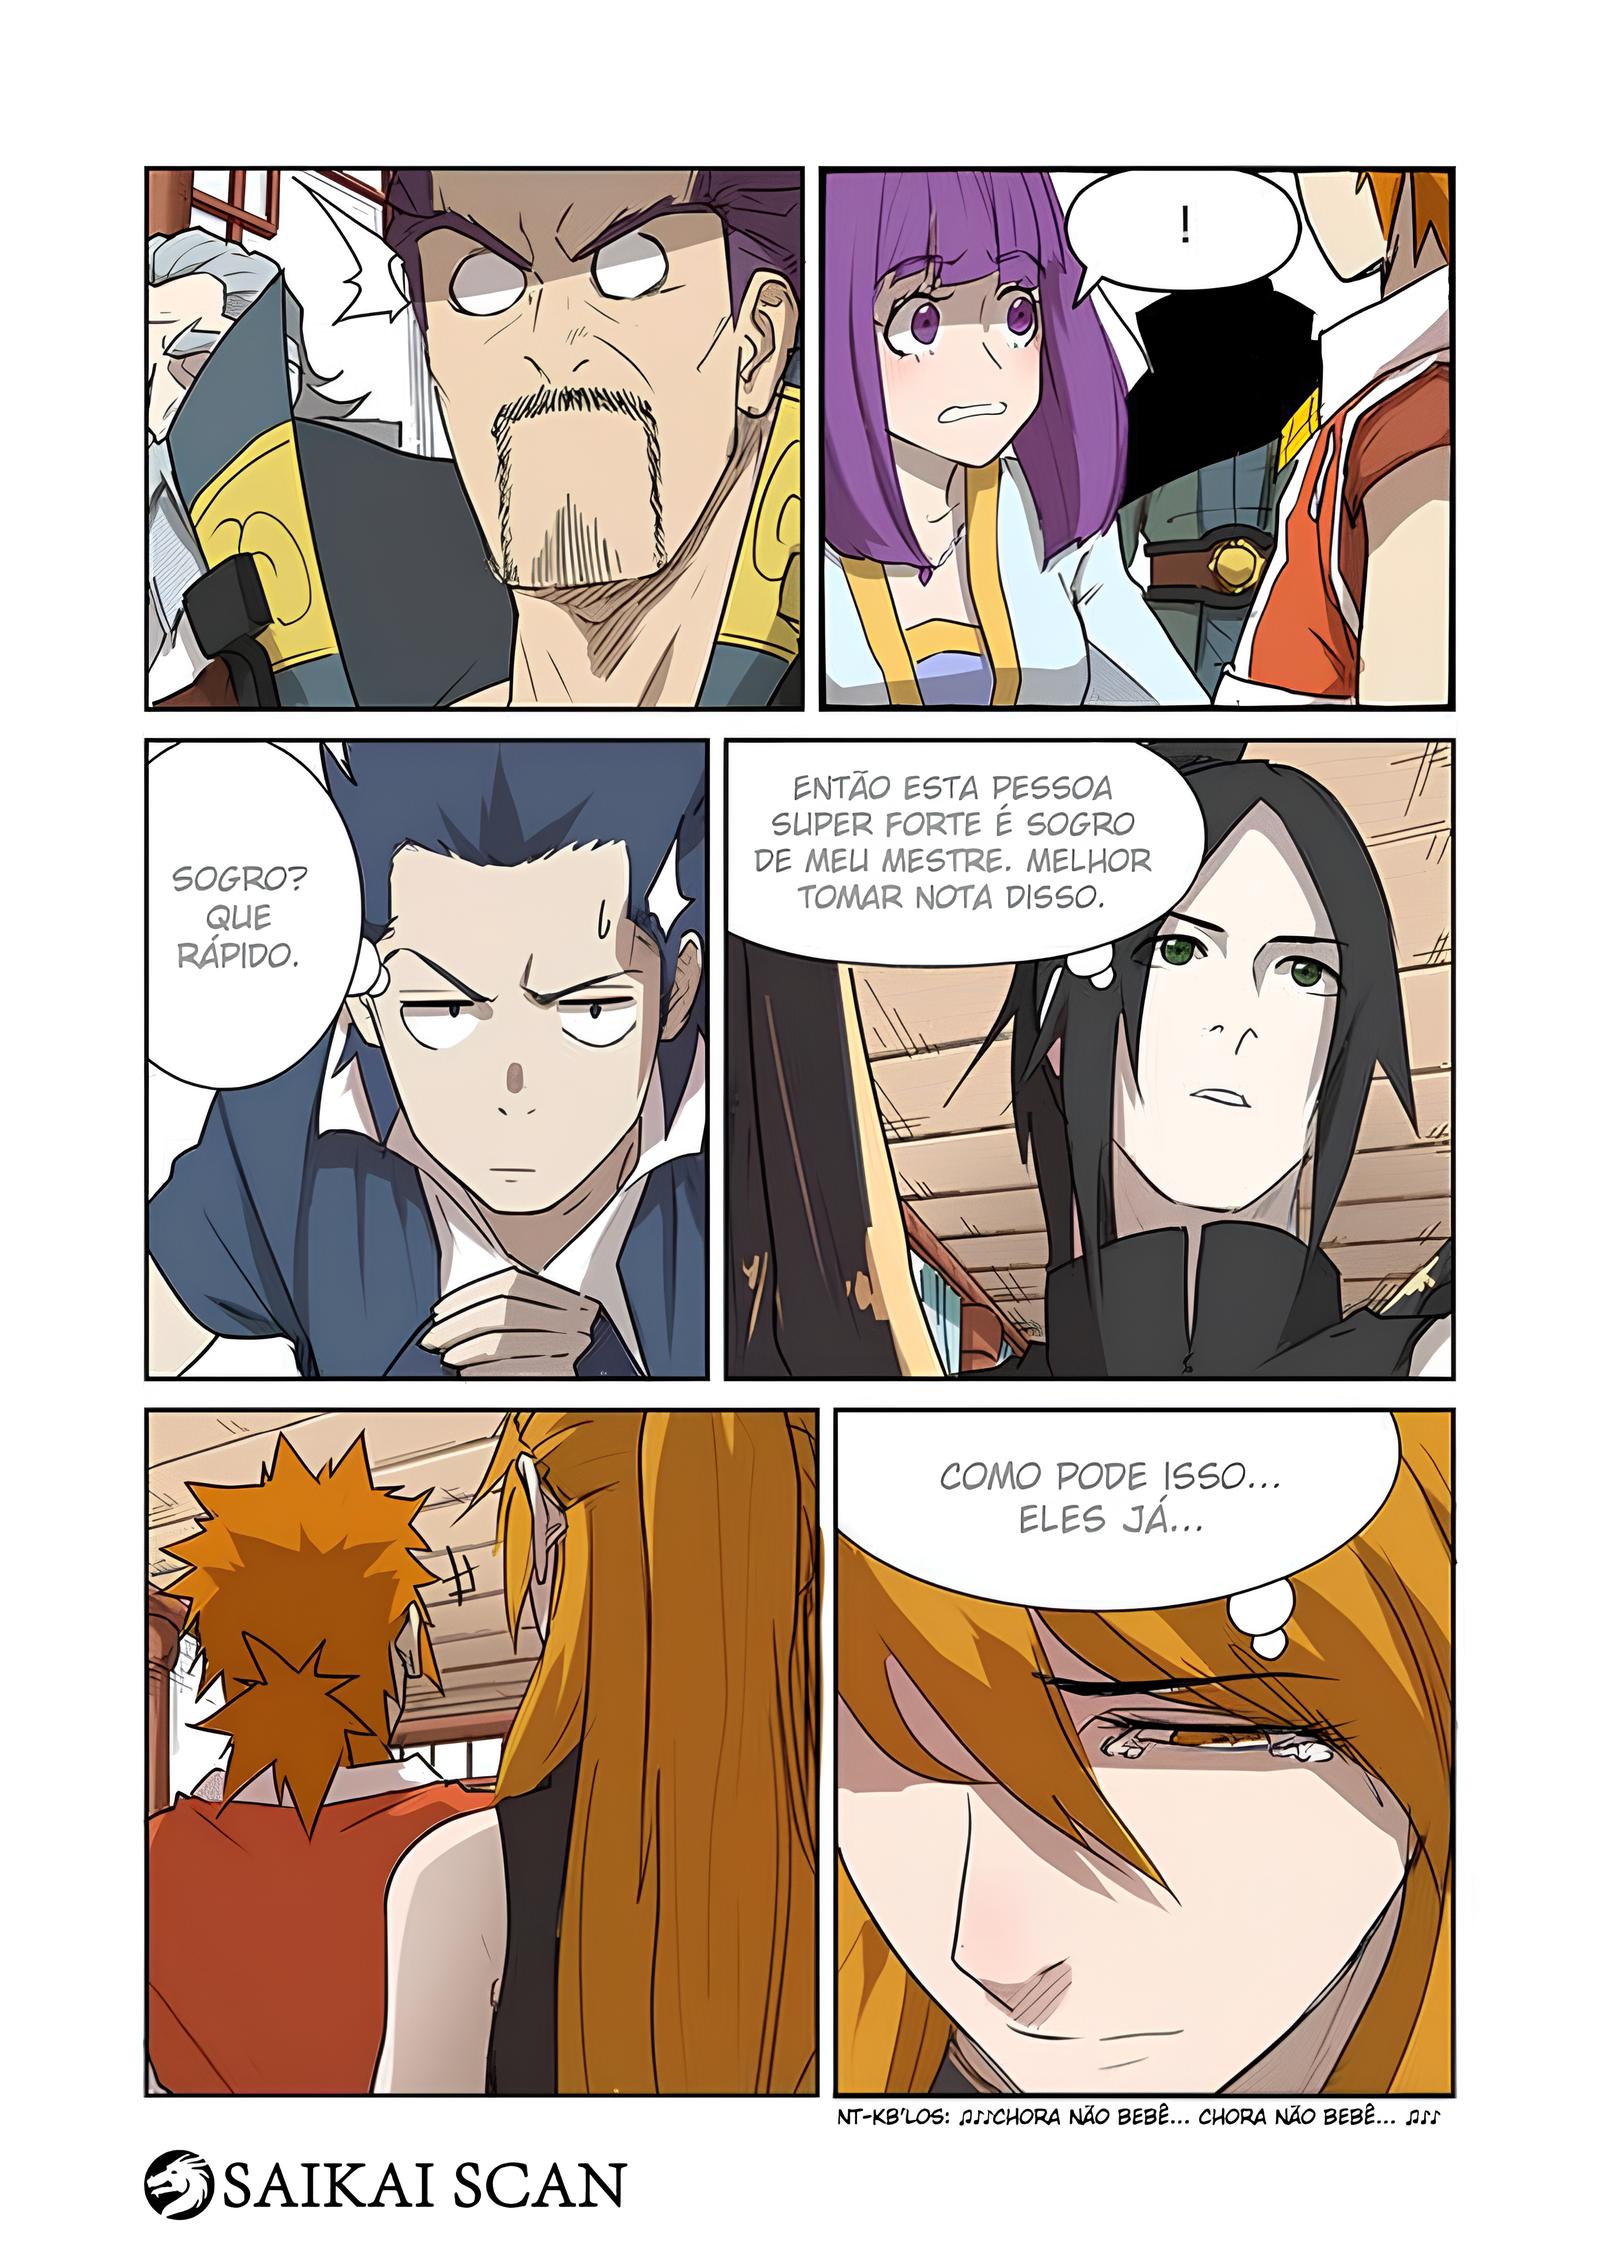 !
SOGRO?
QUE
RÁPIDO.
ENTÃO ESTA PESSOA
SUPER FORTE É SOGRO
DE MEU MESTRE. MELHOR
TOMAR NOTA DISSO.
COMO PODE ISSO...
ELES JÁ...
NT-KB'LOS: ♫♪♪CHORA NÃO BEBÊ... CHORA NÃO BEBÊ... ♫♪♪
SAIKAI SCAN